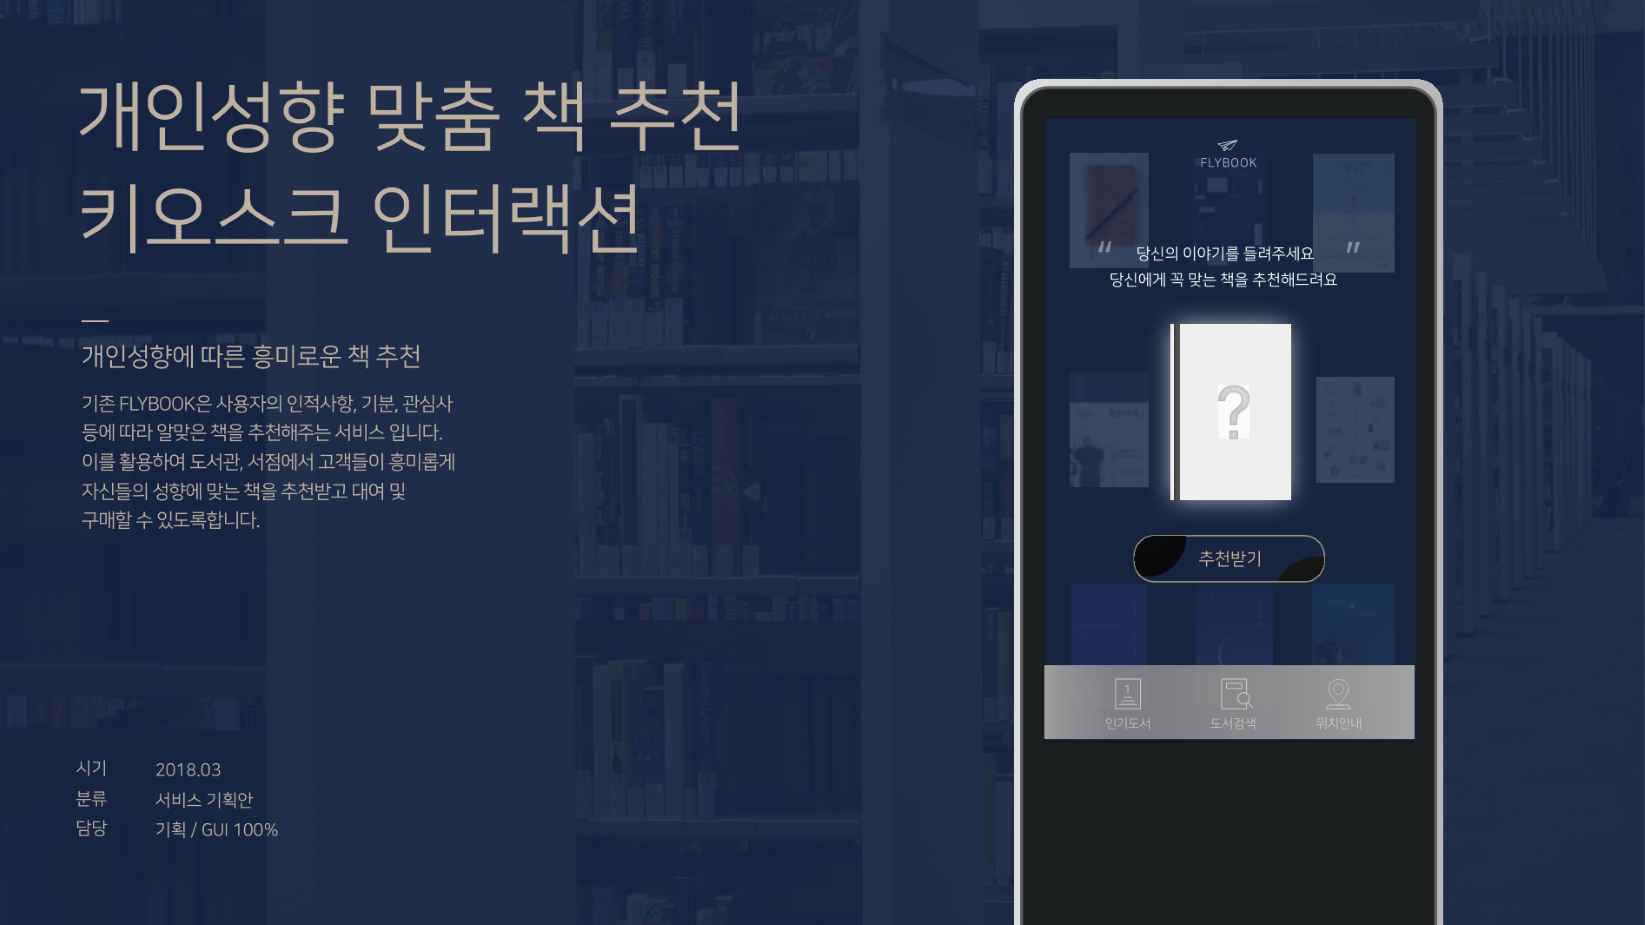 개인성향 맞춤 책 추천
키오스크 인터랙션
개인성향에 따른 흥미로운 책 추천
기존 FLYBOOK은 사용자의 인적사항, 기분, 관심사
등에 따라 알맞은 책을 추천해주는 서비스 입니다.
이를 활용하여 도서관, 서점에서 고객들이 흥미롭게
자신들의 성향에 맞는 책을 추천받고 대여 및
구매할 수 있도록합니다.
시기 2018.03
분류 서비스 기획안
담당 기획 / GUI 100%
FLYBOOK
“ 당신의 이야기를 들려주세요 ”
당신에게 꼭 맞는 책을 추천해드려요
?
추천받기
1
인기도서 도서검색 위치안내